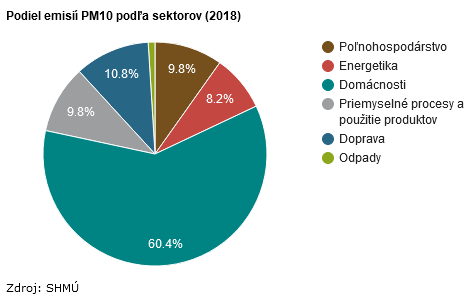 Podiel emisií PM10 podľa sektorov (2018)
9.8%
8.2%
60.4%
9.8%
10.8%
Poľnohospodárstvo
Energetika
Domácnosti
Priemyselné procesy a
použitie produktov
Doprava
Odpady
Zdroj: SHMÚ